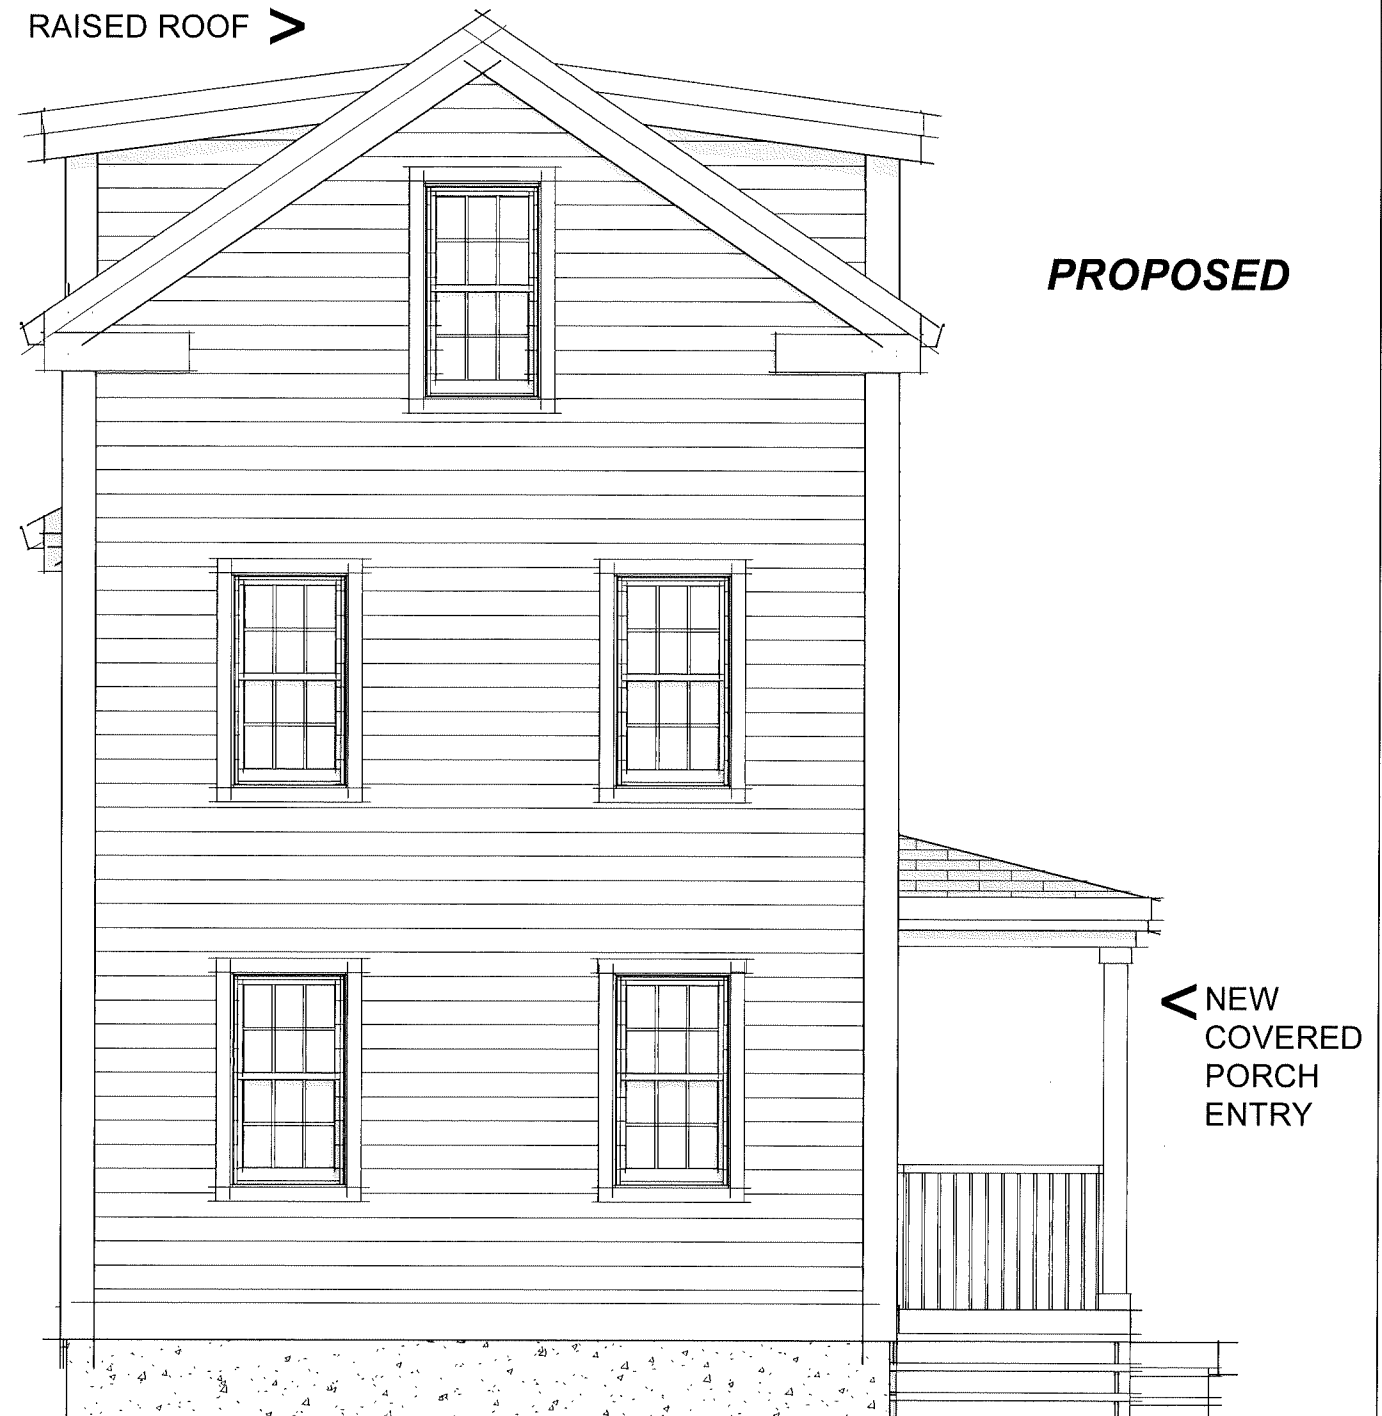 RAISED ROOF >
PROPOSED
< NEW
COVERED
PORCH
ENTRY